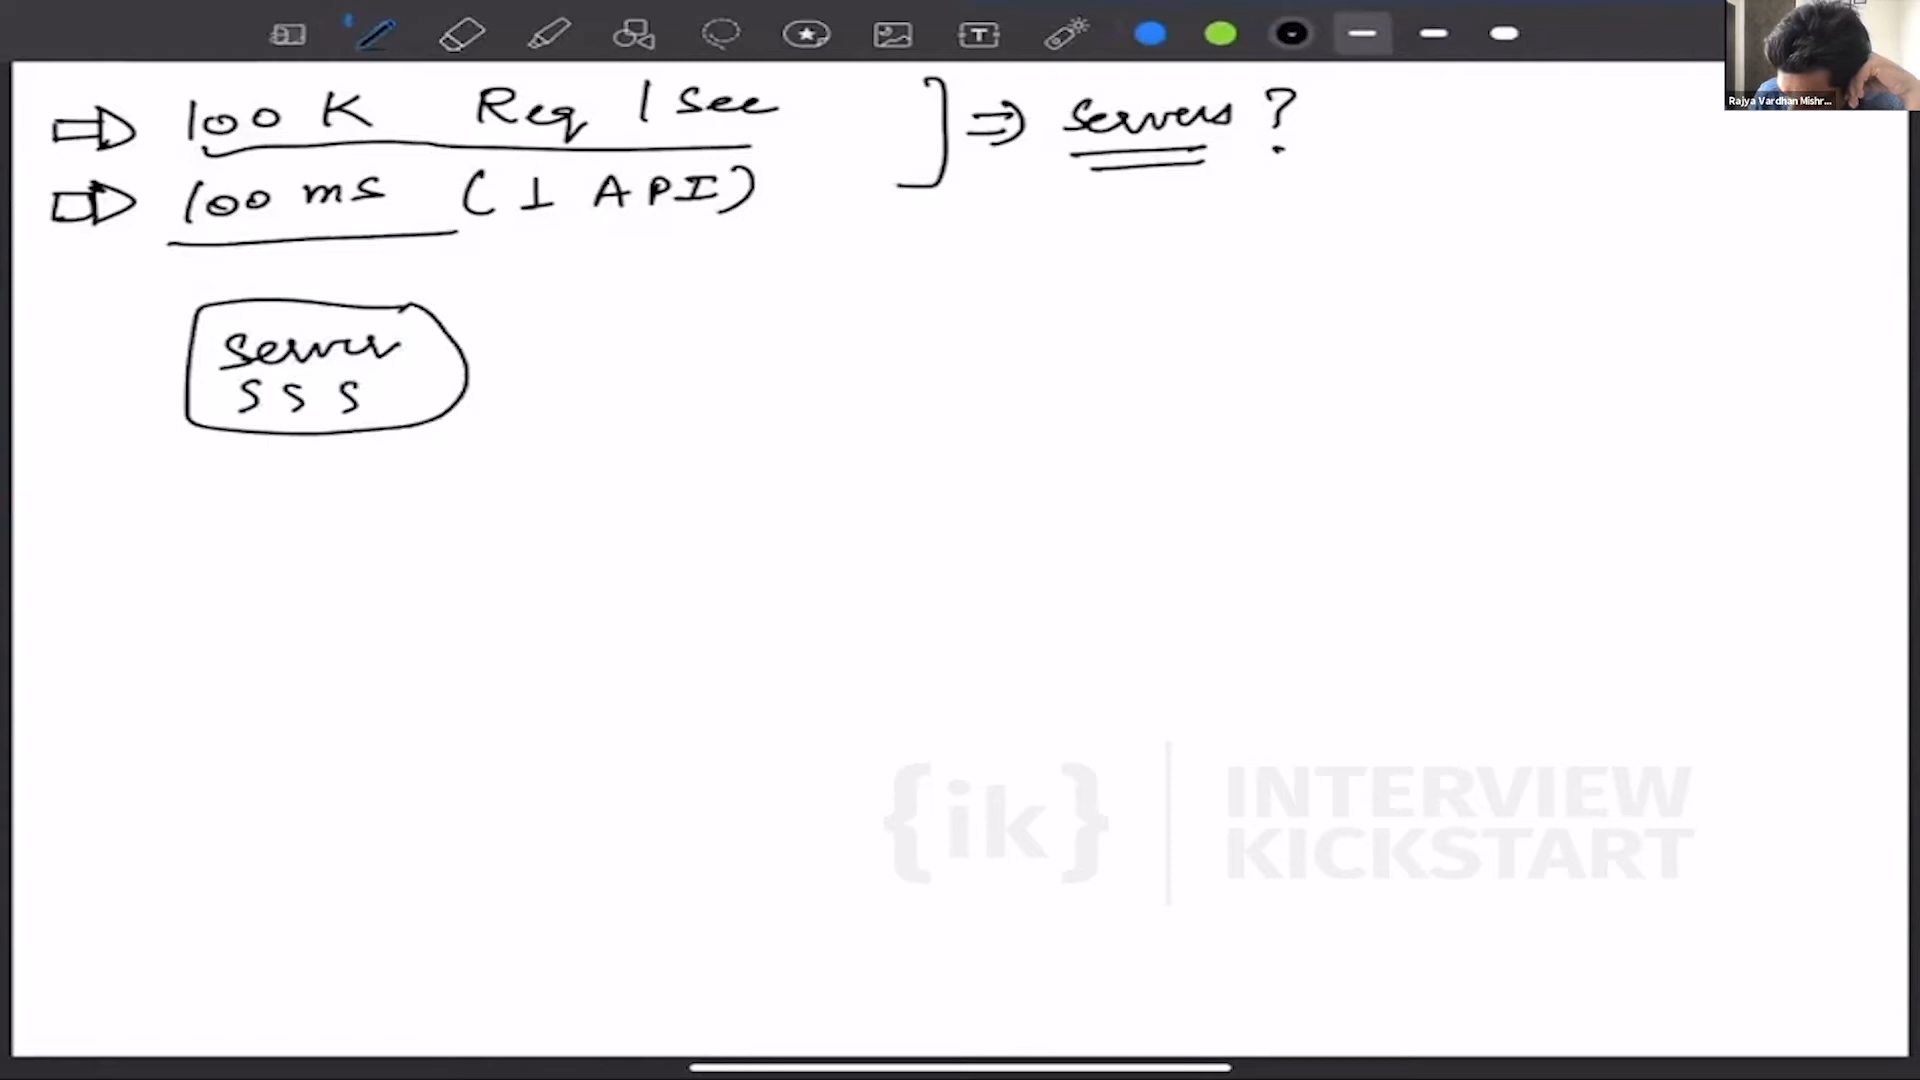 100 K Req / Sec ] ⇒ Servers ?
100 ms ( 1 API )
Server
S S S
Rajya Vardhan Mishr...
{ik} | INTERVIEW
KICKSTART